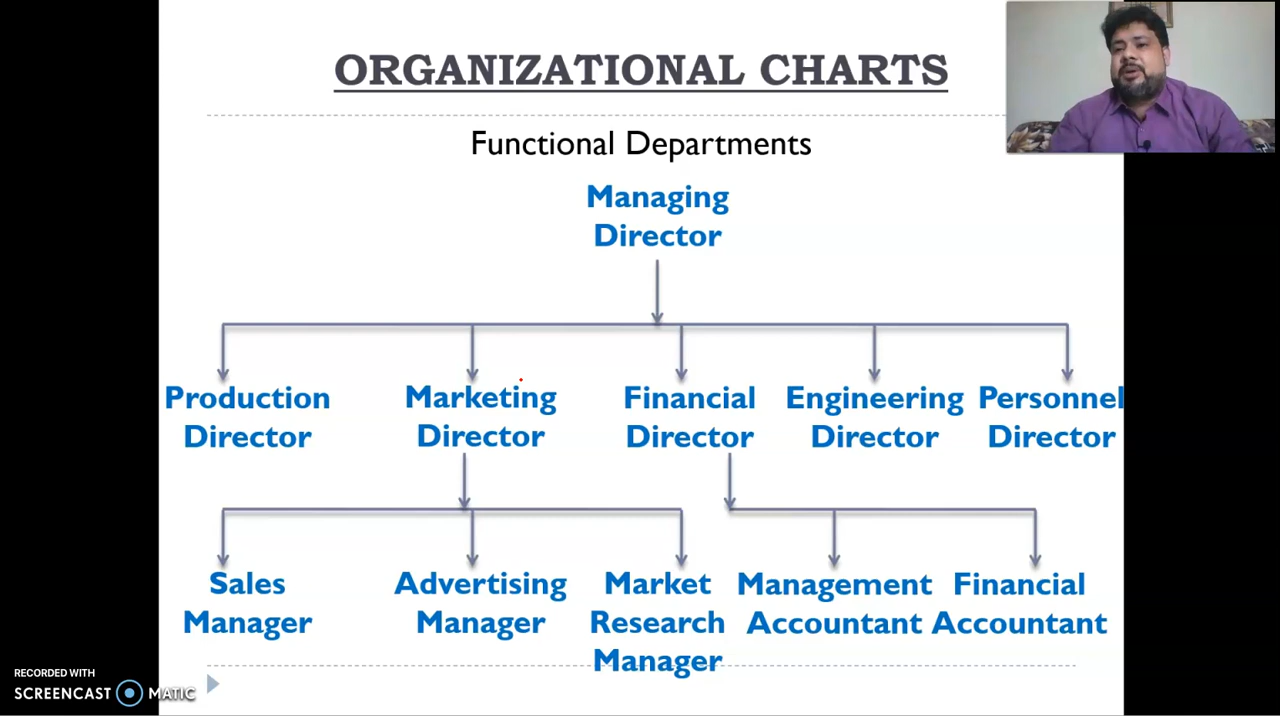 ORGANIZATIONAL CHARTS
Functional Departments
Managing
Director
Production
Director
Marketing
Director
Financial
Director
Engineering
Director
Personnel
Director
Sales
Manager
Advertising
Manager
Market
Research
Manager
Management
Accountant
Financial
Accountant
RECORDED WITH
SCREENCAST MATIC